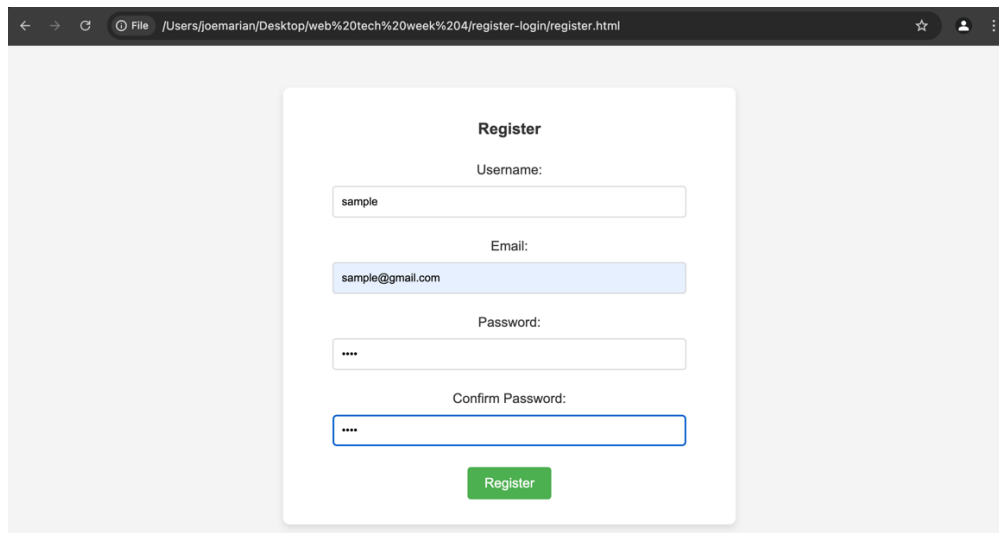 File /Users/joemarian/Desktop/web%20tech%20week%204/register-login/register.html
Register
Username:
sample
Email:
sample@gmail.com
Password:
••••
Confirm Password:
••••
Register